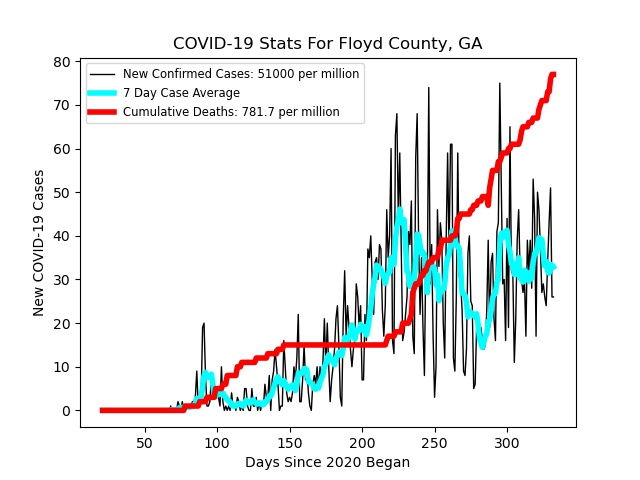 COVID-19 Stats For Floyd County, GA
New Confirmed Cases: 51000 per million
7 Day Case Average
Cumulative Deaths: 781.7 per million
80
70
60
50
40
30
20
10
0
New COVID-19 Cases
50 100 150 200 250 300
Days Since 2020 Began